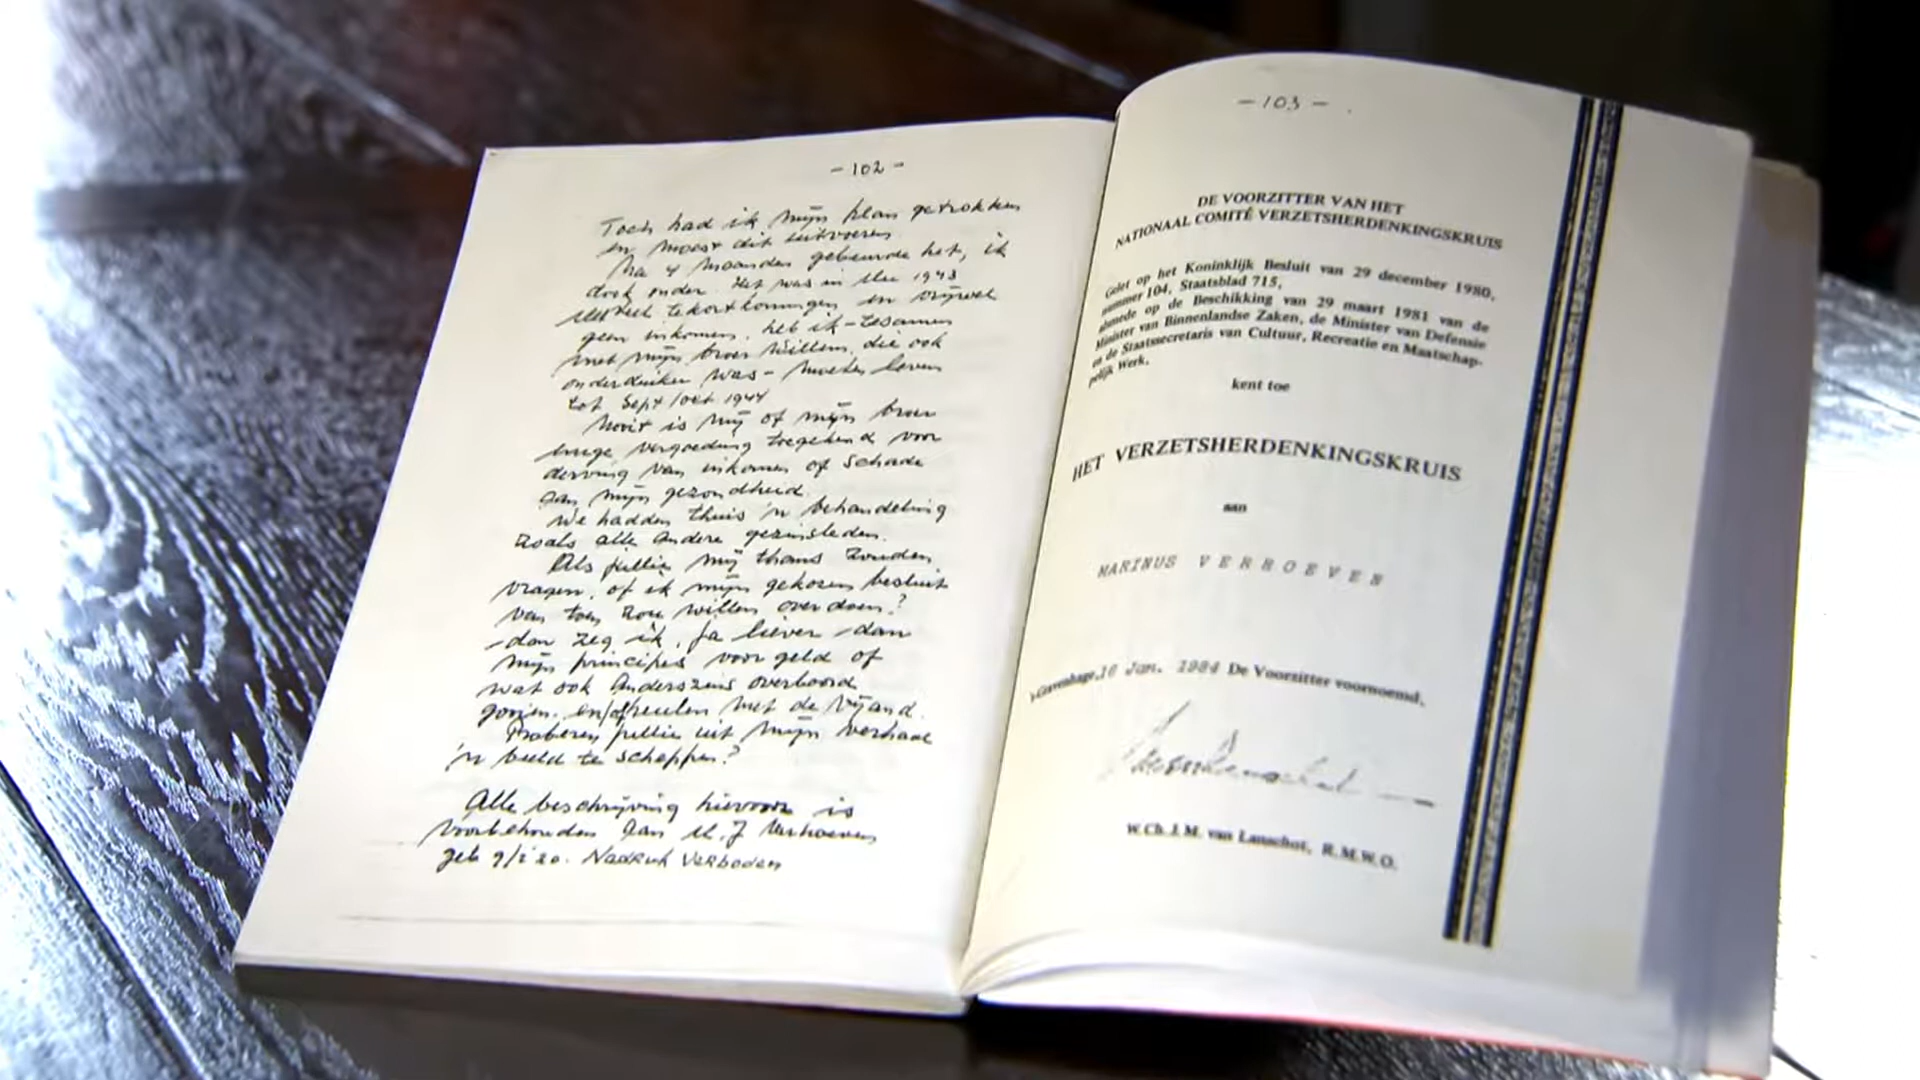 - 102 -
Toch had ik mijn plan getrokken
en moest dit uitvoeren
Na 4 maanden gebeurde het, ik
dook onder. Het was in 1943
tekortkomingen en vrijwel
geen inkomen, heb ik - tesamen
met mijn broer Willem, die ook
onderduiker was - moeten leven
tot Sept/oct 1944
Nooit is mij of mijn broer
enige vergoeding toegekend voor
derving van inkomen of schade
aan mijn gezondheid.
We hadden thuis 'n behandeling
zoals alle andere gezinsleden.
Als jullie mij thans zouden
vragen, of ik mijn gekozen besluit
van toen zou willen over doen?
dan zeg ik, Ja liever dan
mijn principes voor geld of
wat ook anderszins overboord
gooien. en/of heulen met de vijand.
Proberen jullie uit mijn verhaal
'n beeld te scheppen?
Alle beschrijving hiervoor is
voorbehouden aan M.J Verhoeven
geb 9/2 20. Nadruk Verboden
- 103 -
DE VOORZITTER VAN HET
NATIONAAL COMITÉ VERZETSHERDENKINGSKRUIS
Gelet op het Koninklijk Besluit van 29 december 1980,
nummer 104, Staatsblad 715,
alsmede op de Beschikking van 29 maart 1981 van de
Minister van Binnenlandse Zaken, de Minister van Defensie
en de Staatssecretaris van Cultuur, Recreatie en Maatschap-
pelijk Werk,
kent toe
HET VERZETSHERDENKINGSKRUIS
aan
MARINUS VERHOEVEN
's-Gravenhage, 10 Jan. 1984 De Voorzitter voornoemd,
W.Ch.J.M. van Lanschot, R.M.W.O.